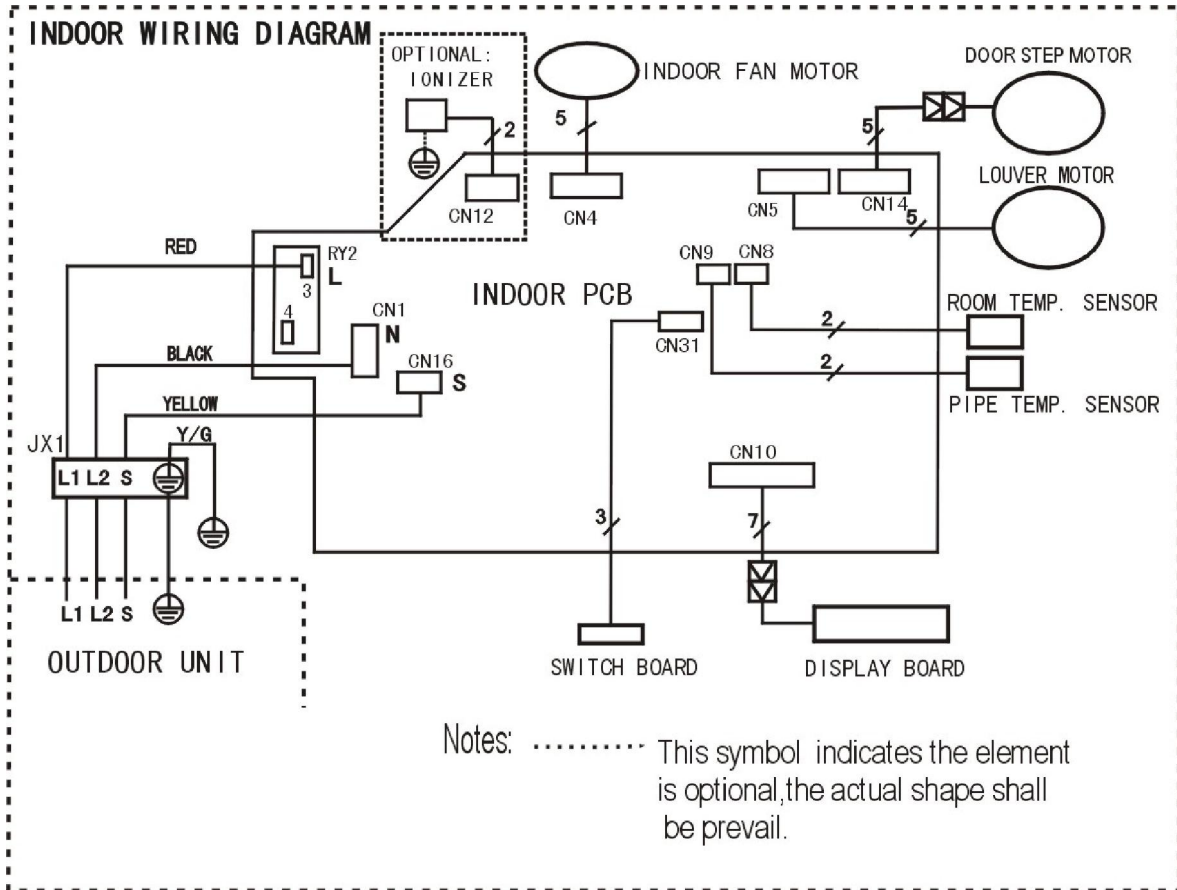 INDOOR WIRING DIAGRAM
OPTIONAL:
IONIZER
2
CN12
INDOOR FAN MOTOR
5
CN4
DOOR STEP MOTOR
5
CN14
LOUVER MOTOR
CN5
5
RED
RY2
L
3
4
CN1
N
BLACK
CN16
S
YELLOW
Y/G
JX1
L1 L2 S
INDOOR PCB
CN9
CN8
CN31
2
ROOM TEMP. SENSOR
2
PIPE TEMP. SENSOR
CN10
3
7
L1 L2 S
OUTDOOR UNIT
SWITCH BOARD
DISPLAY BOARD
Notes: ·········· This symbol indicates the element
is optional,the actual shape shall
be prevail.